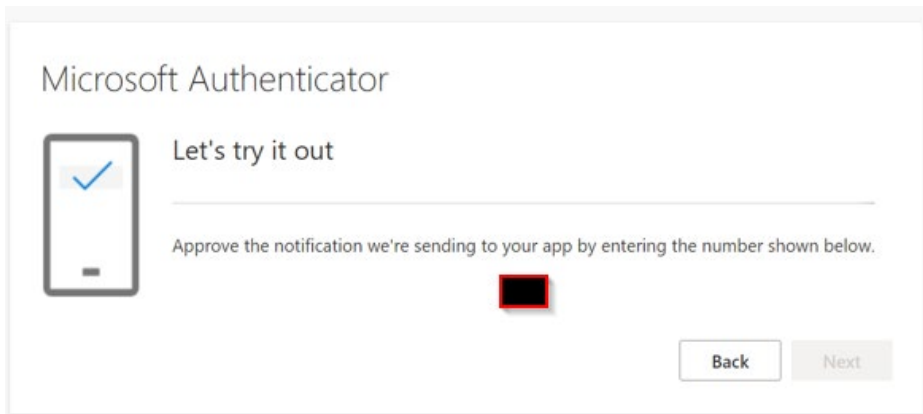 Microsoft Authenticator
Let's try it out
Approve the notification we're sending to your app by entering the number shown below.
Back
Next